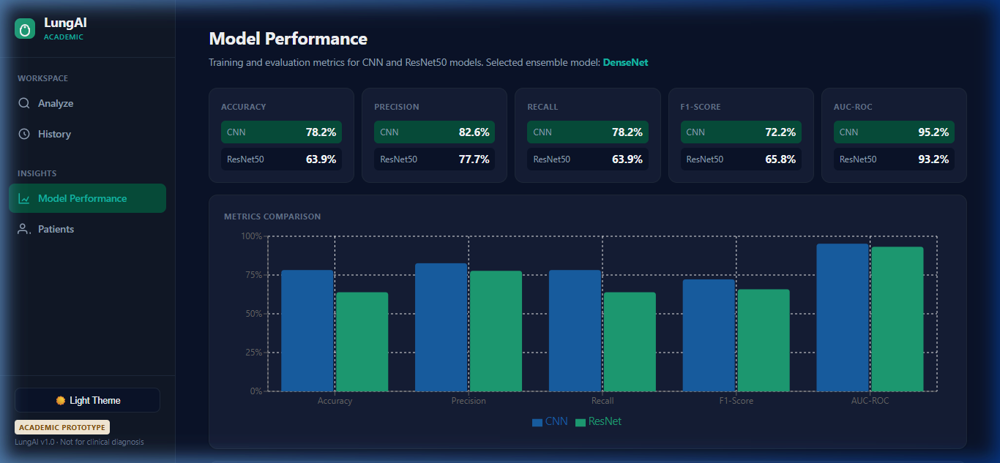 LungAI
ACADEMIC
WORKSPACE
Analyze
History
INSIGHTS
Model Performance
Patients
Light Theme
ACADEMIC PROTOTYPE
LungAI v1.0 · Not for clinical diagnosis
Model Performance
Training and evaluation metrics for CNN and ResNet50 models. Selected ensemble model: DenseNet
ACCURACY
CNN 78.2%
ResNet50 63.9%
PRECISION
CNN 82.6%
ResNet50 77.7%
RECALL
CNN 78.2%
ResNet50 63.9%
F1-SCORE
CNN 72.2%
ResNet50 65.8%
AUC-ROC
CNN 95.2%
ResNet50 93.2%
METRICS COMPARISON
100%
75%
50%
25%
0%
Accuracy Precision Recall F1-Score AUC-ROC
CNN ResNet